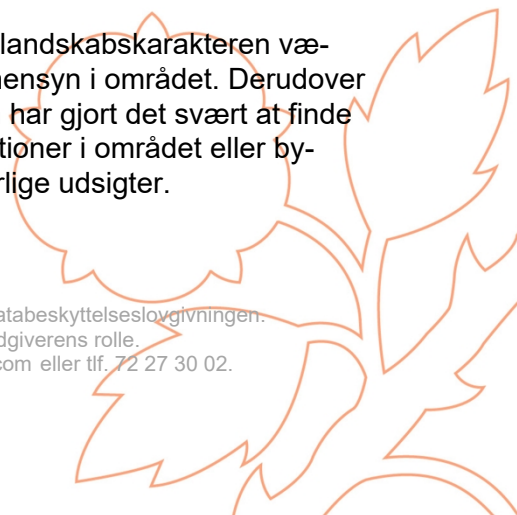 landskabskarakteren væ-
hensyn i området. Derudover
har gjort det svært at finde
tioner i området eller by-
rlige udsigter.
atabeskyttelseslovgivningen.
dgiverens rolle.
com eller tlf. 72 27 30 02.